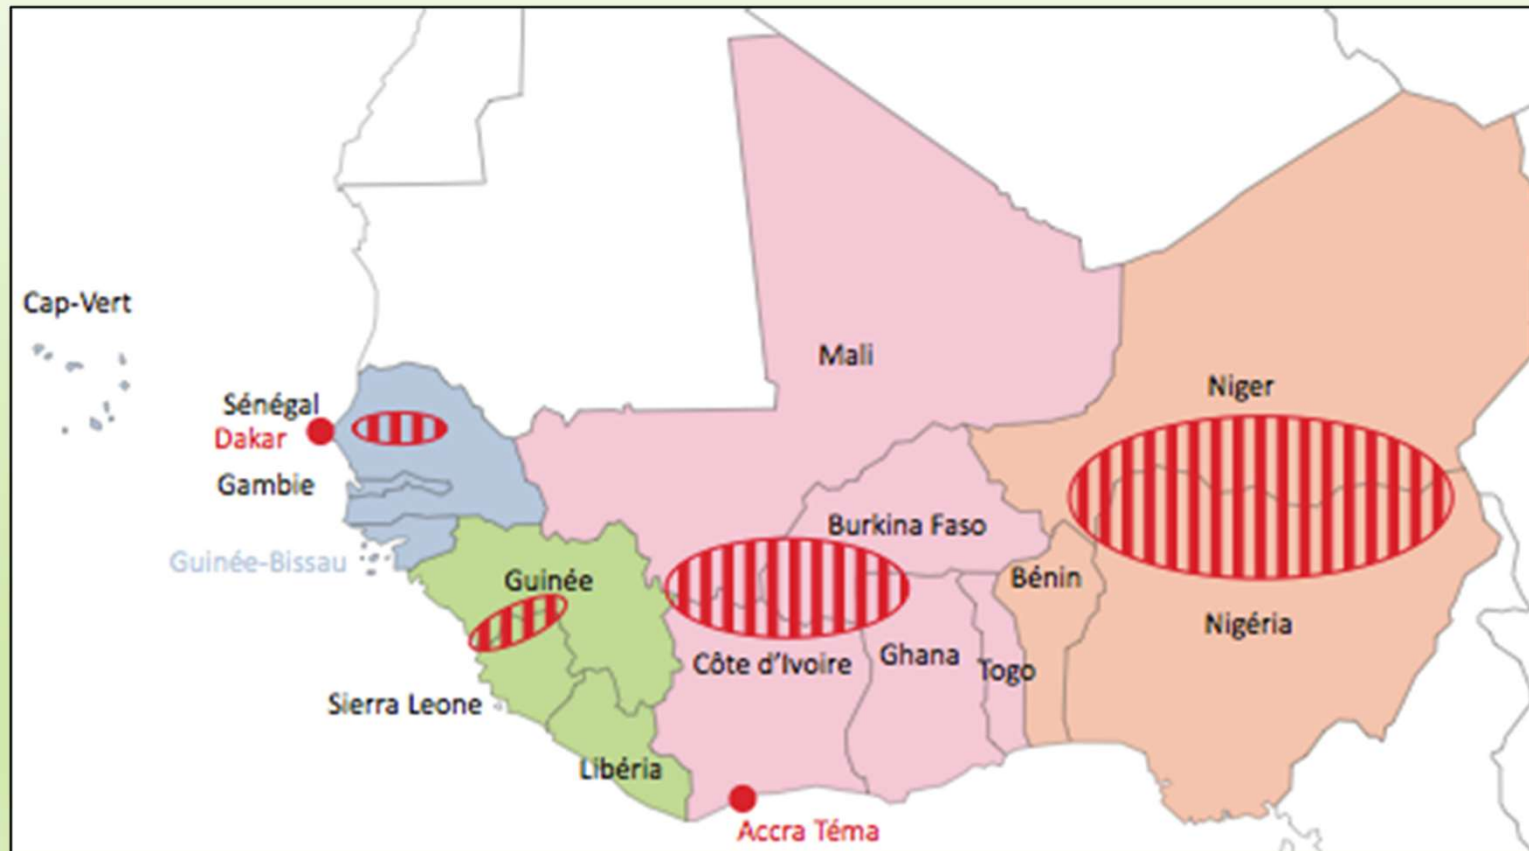 Cap-Vert
Mali
Niger
Sénégal
Dakar
Gambie
Burkina Faso
Guinée-Bissau
Guinée
Bénin
Nigéria
Côte d'Ivoire
Ghana
Togo
Sierra Leone
Libéria
Accra Téma